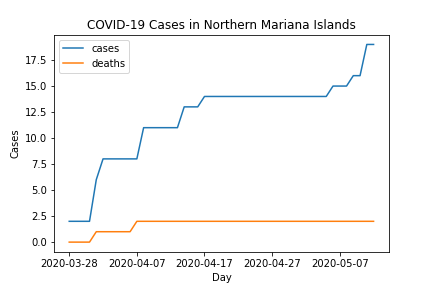 COVID-19 Cases in Northern Mariana Islands
cases
deaths
17.5
15.0
12.5
10.0
7.5
5.0
2.5
0.0
Cases
2020-03-28 2020-04-07 2020-04-17 2020-04-27 2020-05-07
Day